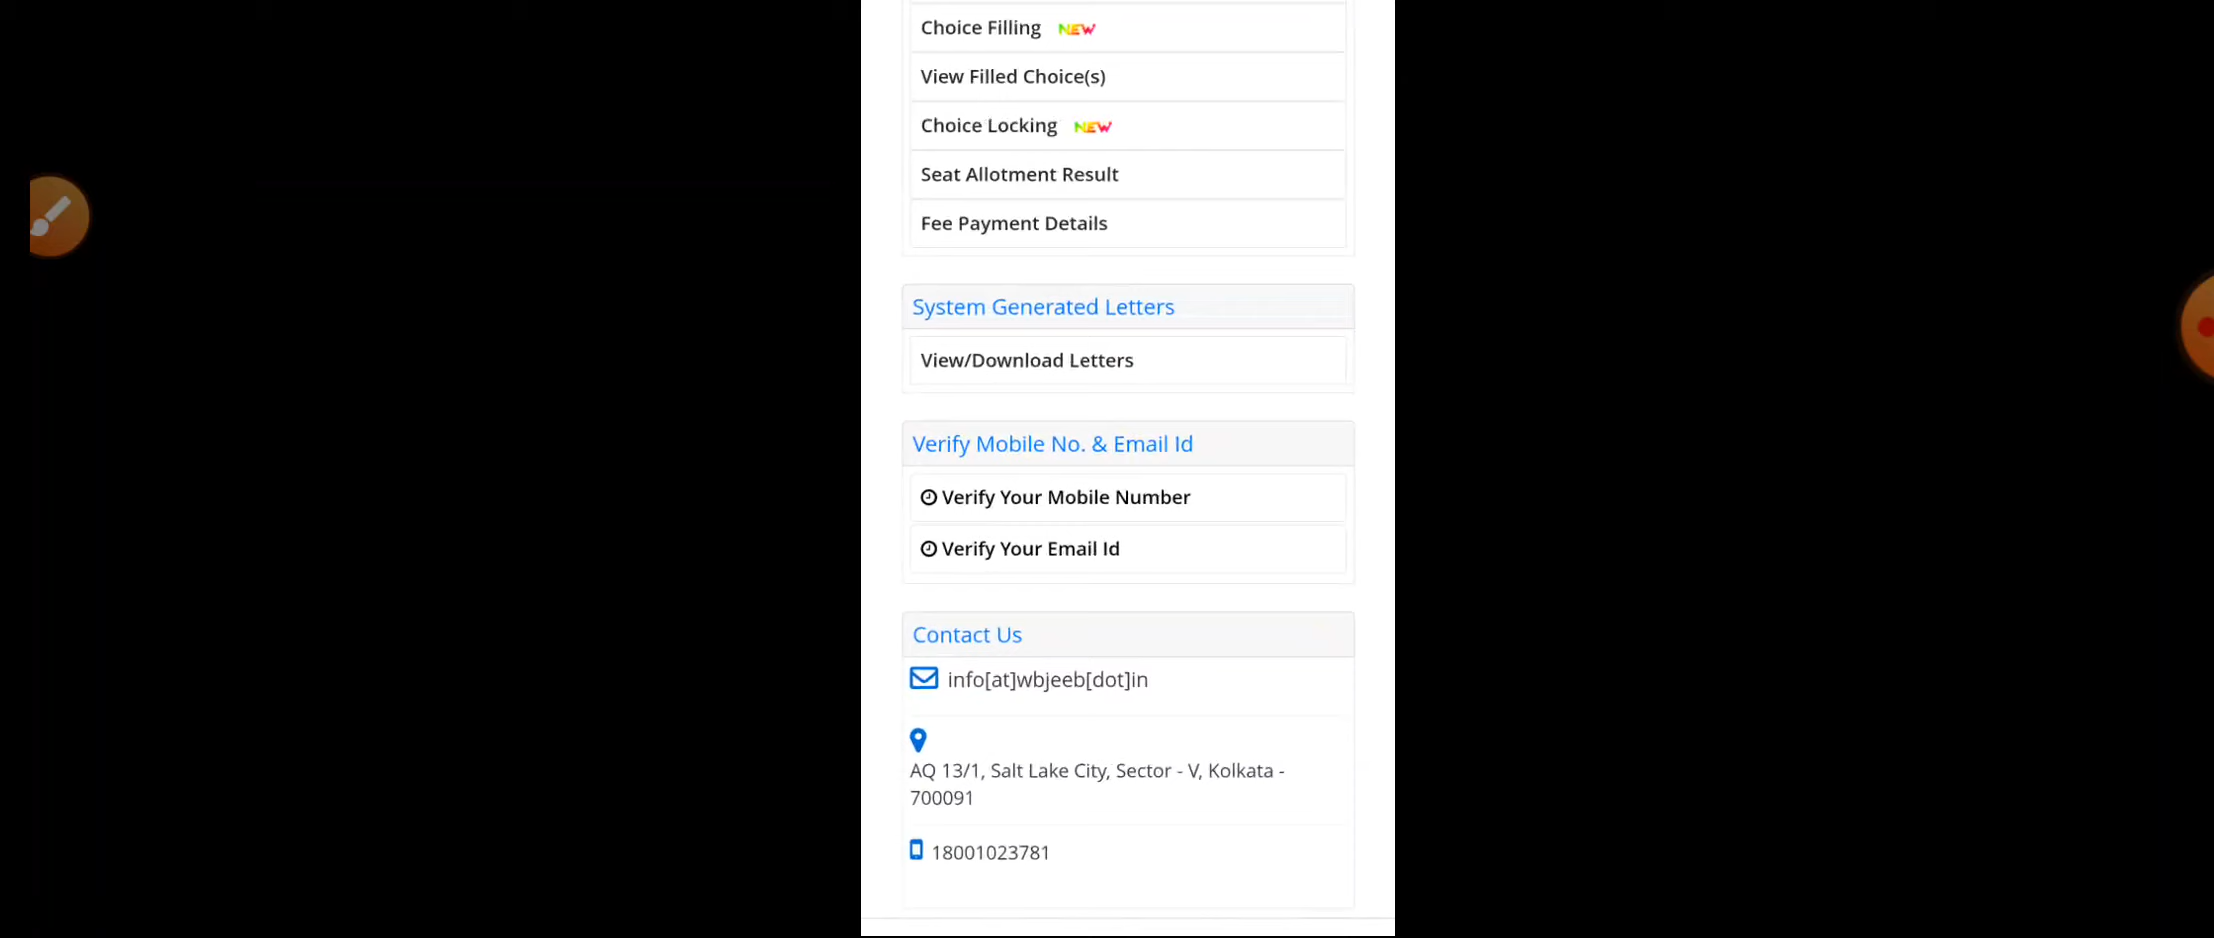 Choice Filling NEW
View Filled Choice(s)
Choice Locking NEW
Seat Allotment Result
Fee Payment Details
System Generated Letters
View/Download Letters
Verify Mobile No. & Email Id
Verify Your Mobile Number
Verify Your Email Id
Contact Us
info[at]wbjeeb[dot]in
AQ 13/1, Salt Lake City, Sector - V, Kolkata -
700091
18001023781